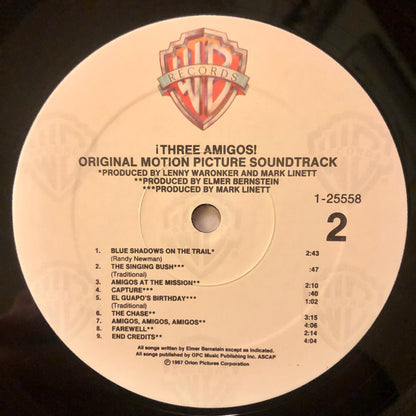 WB
RECORDS
¡THREE AMIGOS!
ORIGINAL MOTION PICTURE SOUNDTRACK
*PRODUCED BY LENNY WARONKER AND MARK LINETT
**PRODUCED BY ELMER BERNSTEIN
***PRODUCED BY MARK LINETT
1-25558
2
1. BLUE SHADOWS ON THE TRAIL* 2:43
(Randy Newman)
2. THE SINGING BUSH*** :47
(Traditional)
3. AMIGOS AT THE MISSION** 2:10
4. CAPTURE*** :40
5. EL GUAPO'S BIRTHDAY*** 1:02
(Traditional)
6. THE CHASE** 3:15
7. AMIGOS, AMIGOS, AMIGOS** 4:06
8. FAREWELL** 2:14
9. END CREDITS** 4:04
All songs written by Elmer Bernstein except as indicated.
All songs published by OPC Music Publishing Inc. ASCAP
℗ 1987 Orion Pictures Corporation